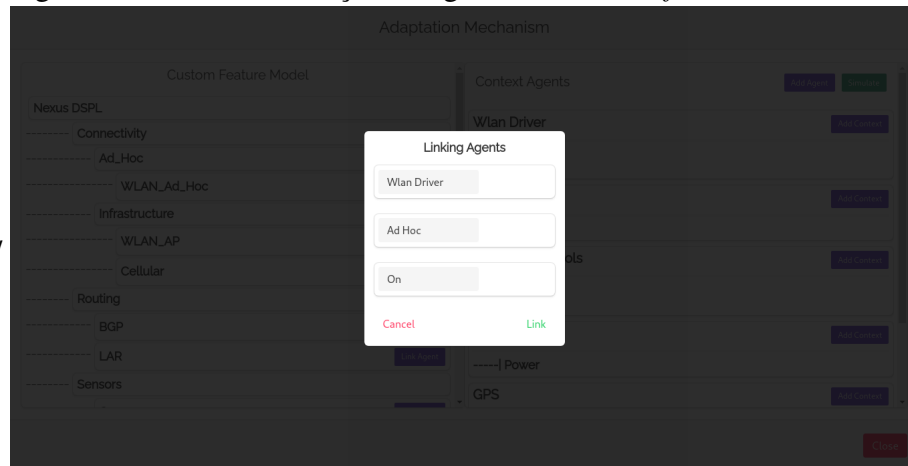 Adaptation Mechanism
Custom Feature Model
Nexus DSPL
-------- Connectivity
------------ Ad_Hoc
---------------- WLAN_Ad_Hoc
------------ Infrastructure
---------------- WLAN_AP
---------------- Cellular
-------- Routing
------------ BGP
------------ LAR
Link Agent
-------- Sensors
Context Agents
Add Agent
Simulate
Wlan Driver
Add Context
Add Context
ols
Add Context
Add Context
-----| Power
GPS
Add Context
Linking Agents
Wlan Driver
Ad Hoc
On
Cancel
Link
Close